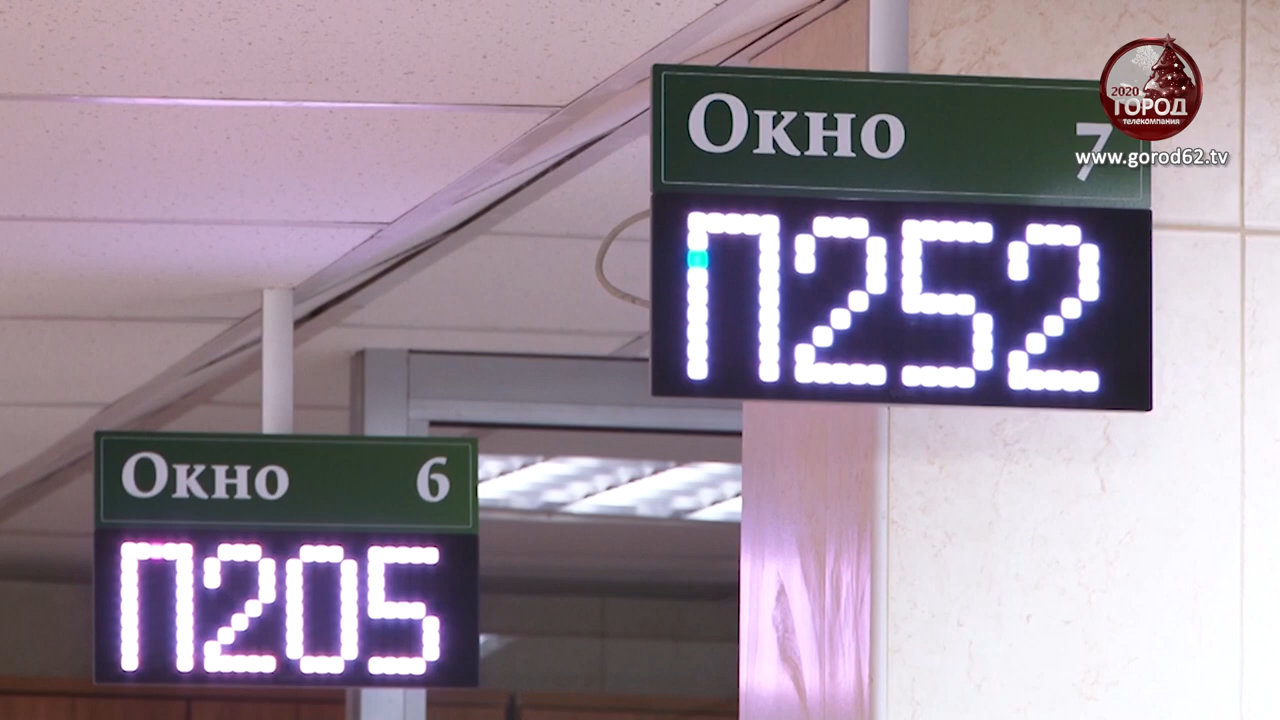 2020
ГОРОД
телекомпания
www.gorod62.tv
Окно 7
П252
Окно 6
П205